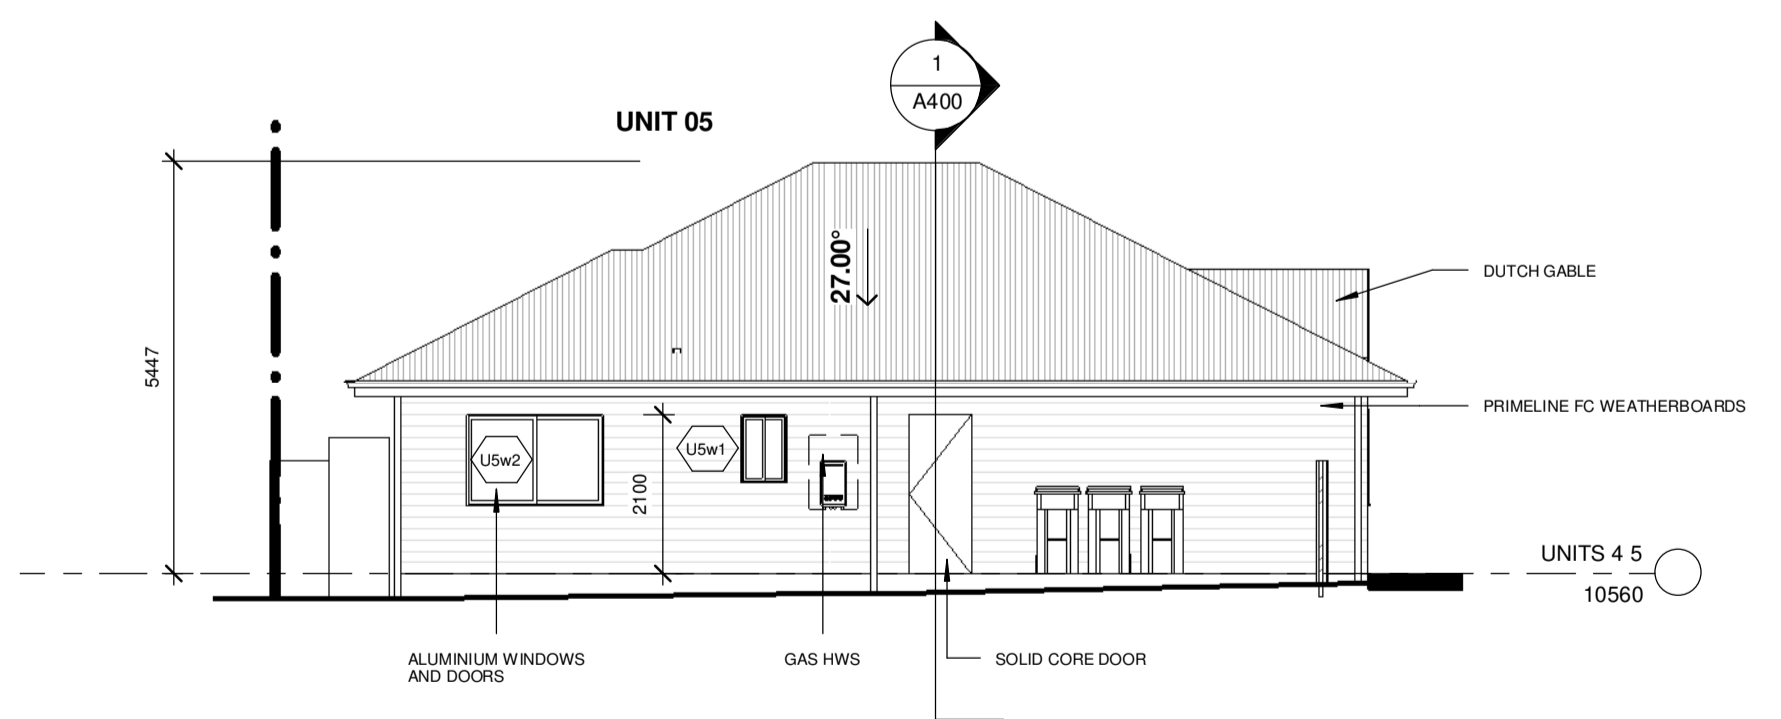 1
A400
UNIT 05
27.00°
DUTCH GABLE
5447
PRIMELINE FC WEATHERBOARDS
U5w2
U5w1
2100
UNITS 4 5
10560
ALUMINIUM WINDOWS
AND DOORS
GAS HWS
SOLID CORE DOOR